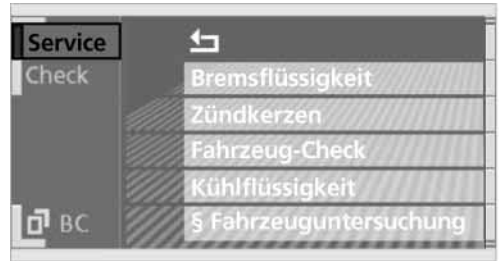 Service
Check
Bremsflüssigkeit
Zündkerzen
Fahrzeug-Check
Kühlflüssigkeit
§ Fahrzeuguntersuchung
BC